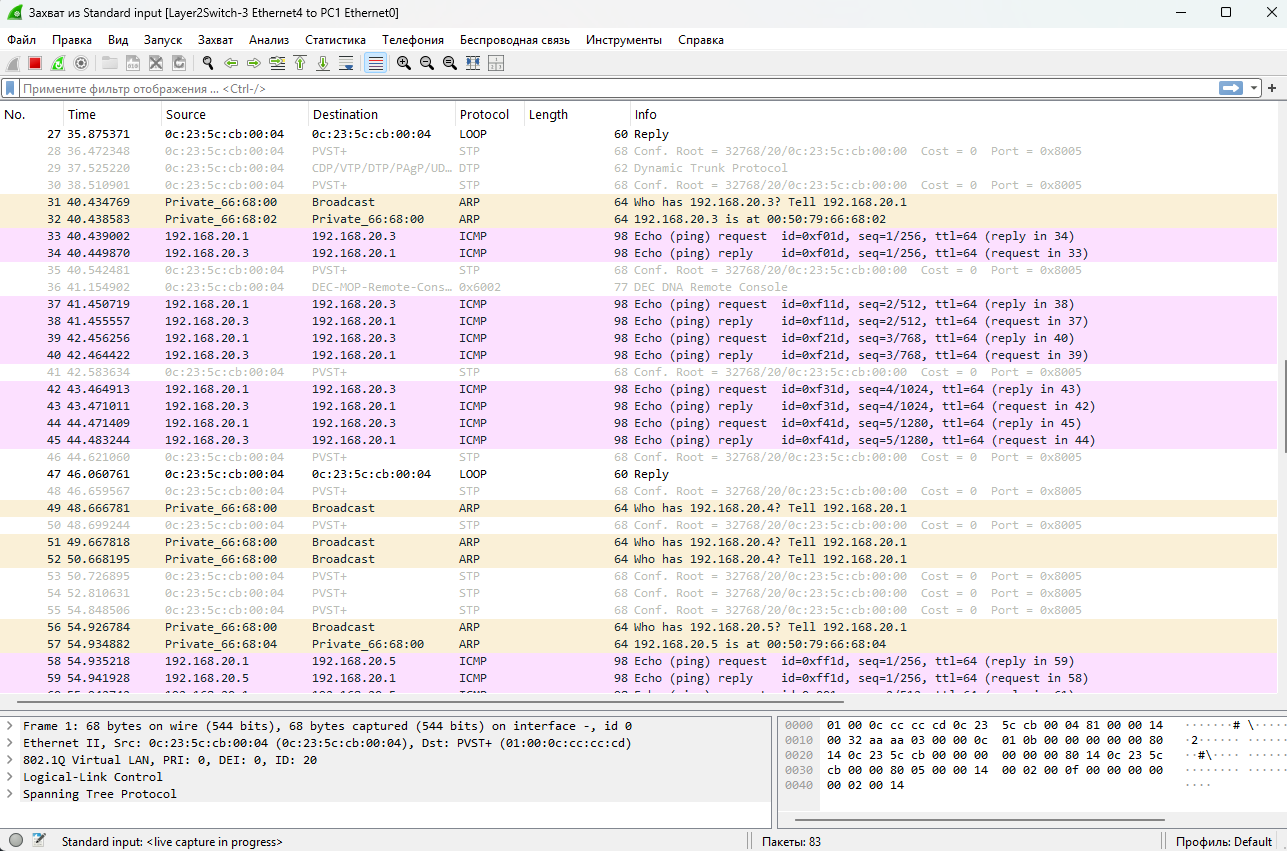 Захват из Standard input [Layer2Switch-3 Ethernet4 to PC1 Ethernet0]
Файл Правка Вид Запуск Захват Анализ Статистика Телефония Беспроводная связь Инструменты Справка
Примените фильтр отображения ... <Ctrl-/>
No. Time Source Destination Protocol Length Info
27 35.875371 0c:23:5c:cb:00:04 0c:23:5c:cb:00:04 LOOP 60 Reply
28 36.472348 0c:23:5c:cb:00:04 PVST+ STP 68 Conf. Root = 32768/20/0c:23:5c:cb:00:00 Cost = 0 Port = 0x8005
29 37.525220 0c:23:5c:cb:00:04 CDP/VTP/DTP/PAgP/UD… DTP 62 Dynamic Trunk Protocol
30 38.510901 0c:23:5c:cb:00:04 PVST+ STP 68 Conf. Root = 32768/20/0c:23:5c:cb:00:00 Cost = 0 Port = 0x8005
31 40.434769 Private_66:68:00 Broadcast ARP 64 Who has 192.168.20.3? Tell 192.168.20.1
32 40.438583 Private_66:68:02 Private_66:68:00 ARP 64 192.168.20.3 is at 00:50:79:66:68:02
33 40.439002 192.168.20.1 192.168.20.3 ICMP 98 Echo (ping) request id=0xf01d, seq=1/256, ttl=64 (reply in 34)
34 40.449870 192.168.20.3 192.168.20.1 ICMP 98 Echo (ping) reply id=0xf01d, seq=1/256, ttl=64 (request in 33)
35 40.542481 0c:23:5c:cb:00:04 PVST+ STP 68 Conf. Root = 32768/20/0c:23:5c:cb:00:00 Cost = 0 Port = 0x8005
36 41.154902 0c:23:5c:cb:00:04 DEC-MOP-Remote-Cons… 0x6002 77 DEC DNA Remote Console
37 41.450719 192.168.20.1 192.168.20.3 ICMP 98 Echo (ping) request id=0xf11d, seq=2/512, ttl=64 (reply in 38)
38 41.455557 192.168.20.3 192.168.20.1 ICMP 98 Echo (ping) reply id=0xf11d, seq=2/512, ttl=64 (request in 37)
39 42.456256 192.168.20.1 192.168.20.3 ICMP 98 Echo (ping) request id=0xf21d, seq=3/768, ttl=64 (reply in 40)
40 42.464422 192.168.20.3 192.168.20.1 ICMP 98 Echo (ping) reply id=0xf21d, seq=3/768, ttl=64 (request in 39)
41 42.583634 0c:23:5c:cb:00:04 PVST+ STP 68 Conf. Root = 32768/20/0c:23:5c:cb:00:00 Cost = 0 Port = 0x8005
42 43.464913 192.168.20.1 192.168.20.3 ICMP 98 Echo (ping) request id=0xf31d, seq=4/1024, ttl=64 (reply in 43)
43 43.471011 192.168.20.3 192.168.20.1 ICMP 98 Echo (ping) reply id=0xf31d, seq=4/1024, ttl=64 (request in 42)
44 44.471409 192.168.20.1 192.168.20.3 ICMP 98 Echo (ping) request id=0xf41d, seq=5/1280, ttl=64 (reply in 45)
45 44.483244 192.168.20.3 192.168.20.1 ICMP 98 Echo (ping) reply id=0xf41d, seq=5/1280, ttl=64 (request in 44)
46 44.621060 0c:23:5c:cb:00:04 PVST+ STP 68 Conf. Root = 32768/20/0c:23:5c:cb:00:00 Cost = 0 Port = 0x8005
47 46.060761 0c:23:5c:cb:00:04 0c:23:5c:cb:00:04 LOOP 60 Reply
48 46.659567 0c:23:5c:cb:00:04 PVST+ STP 68 Conf. Root = 32768/20/0c:23:5c:cb:00:00 Cost = 0 Port = 0x8005
49 48.666781 Private_66:68:00 Broadcast ARP 64 Who has 192.168.20.4? Tell 192.168.20.1
50 48.699244 0c:23:5c:cb:00:04 PVST+ STP 68 Conf. Root = 32768/20/0c:23:5c:cb:00:00 Cost = 0 Port = 0x8005
51 49.667818 Private_66:68:00 Broadcast ARP 64 Who has 192.168.20.4? Tell 192.168.20.1
52 50.668195 Private_66:68:00 Broadcast ARP 64 Who has 192.168.20.4? Tell 192.168.20.1
53 50.726895 0c:23:5c:cb:00:04 PVST+ STP 68 Conf. Root = 32768/20/0c:23:5c:cb:00:00 Cost = 0 Port = 0x8005
54 52.810631 0c:23:5c:cb:00:04 PVST+ STP 68 Conf. Root = 32768/20/0c:23:5c:cb:00:00 Cost = 0 Port = 0x8005
55 54.848506 0c:23:5c:cb:00:04 PVST+ STP 68 Conf. Root = 32768/20/0c:23:5c:cb:00:00 Cost = 0 Port = 0x8005
56 54.926784 Private_66:68:00 Broadcast ARP 64 Who has 192.168.20.5? Tell 192.168.20.1
57 54.934882 Private_66:68:04 Private_66:68:00 ARP 64 192.168.20.5 is at 00:50:79:66:68:04
58 54.935218 192.168.20.1 192.168.20.5 ICMP 98 Echo (ping) request id=0xff1d, seq=1/256, ttl=64 (reply in 59)
59 54.941928 192.168.20.5 192.168.20.1 ICMP 98 Echo (ping) reply id=0xff1d, seq=1/256, ttl=64 (request in 58)
Frame 1: 68 bytes on wire (544 bits), 68 bytes captured (544 bits) on interface -, id 0
Ethernet II, Src: 0c:23:5c:cb:00:04 (0c:23:5c:cb:00:04), Dst: PVST+ (01:00:0c:cc:cc:cd)
802.1Q Virtual LAN, PRI: 0, DEI: 0, ID: 20
Logical-Link Control
Spanning Tree Protocol
0000 01 00 0c cc cc cd 0c 23 5c cb 00 04 81 00 00 14 ·······# \····
0010 00 32 aa aa 03 00 00 0c 01 0b 00 00 00 00 00 80 ·2······ ······
0020 14 0c 23 5c cb 00 00 00 00 00 00 80 14 0c 23 5c ··#\···· ······
0030 cb 00 00 80 05 00 00 14 00 02 00 0f 00 00 00 00 ········ ······
0040 00 02 00 14 ····
Standard input: <live capture in progress>
Пакеты: 83
Профиль: Default